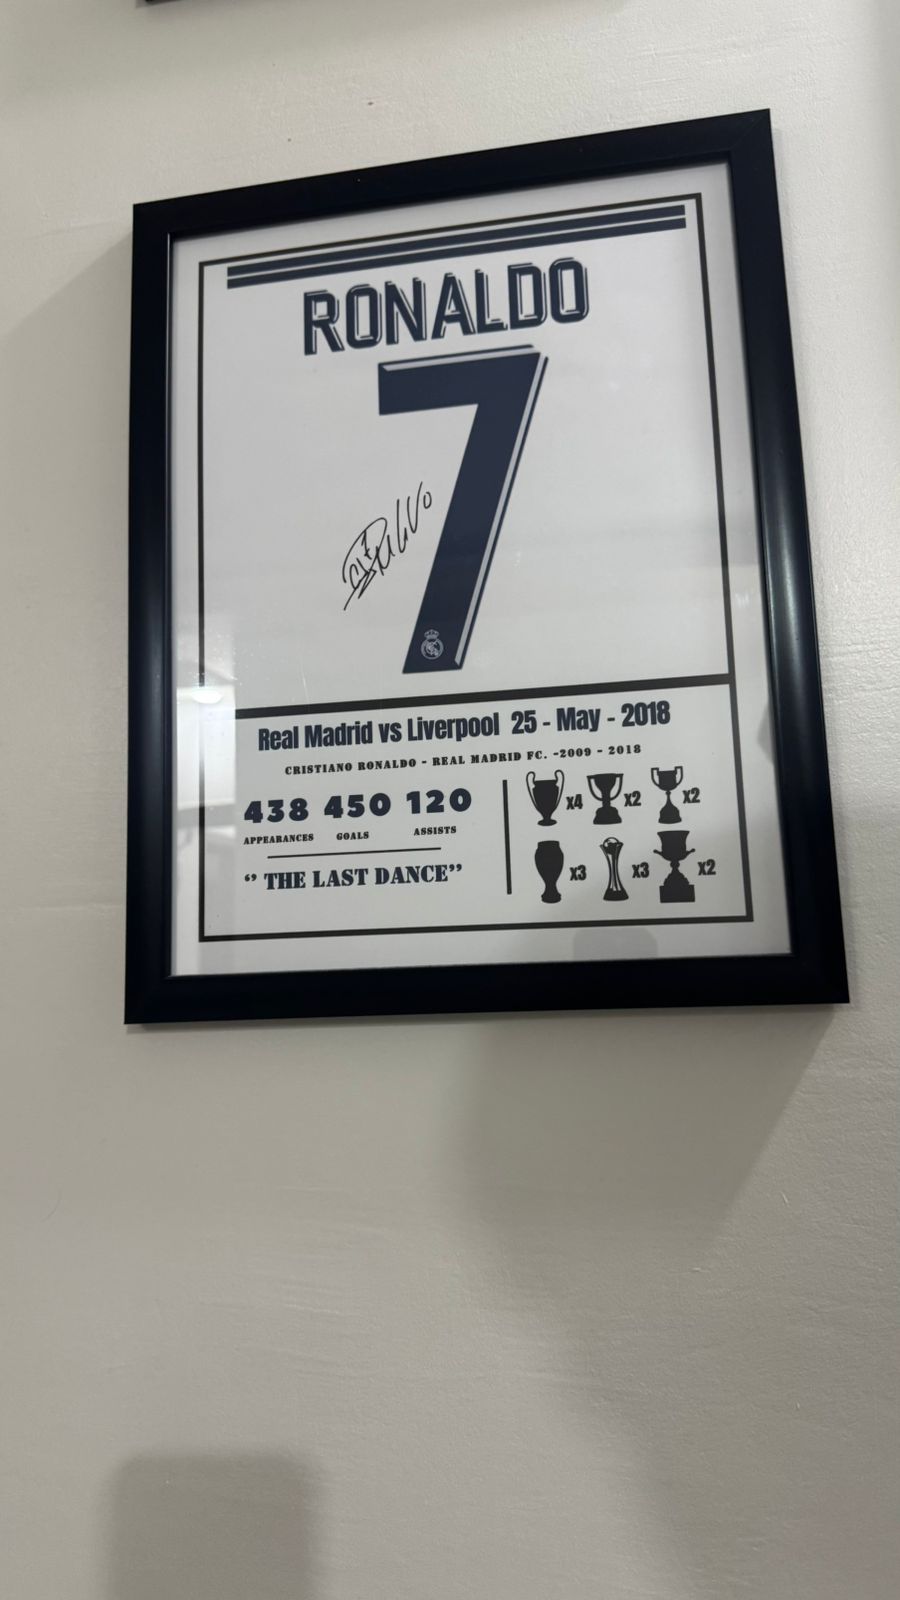 RONALDO
7
Real Madrid vs Liverpool 25 - May - 2018
CRISTIANO RONALDO - REAL MADRID FC. -2009 - 2018
438 450 120
APPEARANCES GOALS ASSISTS
“ THE LAST DANCE”
x4 x2 x2
x3 x3 x2